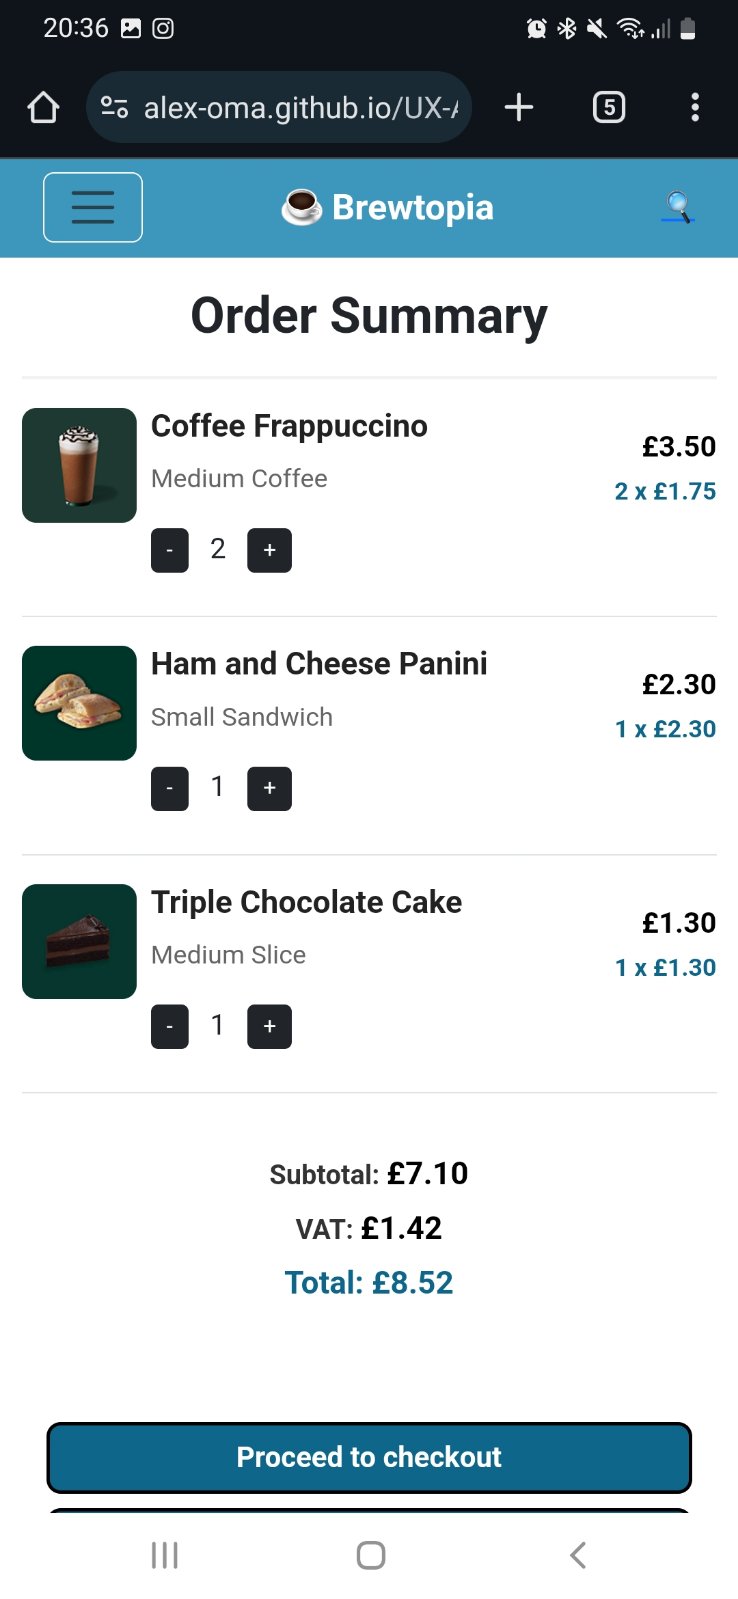 20:36
alex-oma.github.io/UX-
5
Brewtopia
Order Summary
Coffee Frappuccino
Medium Coffee
£3.50
2 x £1.75
- 2 +
Ham and Cheese Panini
Small Sandwich
£2.30
1 x £2.30
- 1 +
Triple Chocolate Cake
Medium Slice
£1.30
1 x £1.30
- 1 +
Subtotal: £7.10
VAT: £1.42
Total: £8.52
Proceed to checkout